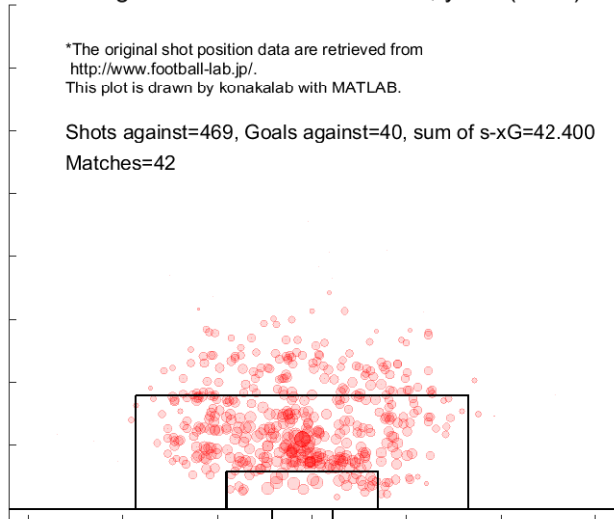 *The original shot position data are retrieved from
http://www.football-lab.jp/.
This plot is drawn by konakalab with MATLAB.
Shots against=469, Goals against=40, sum of s-xG=42.400
Matches=42